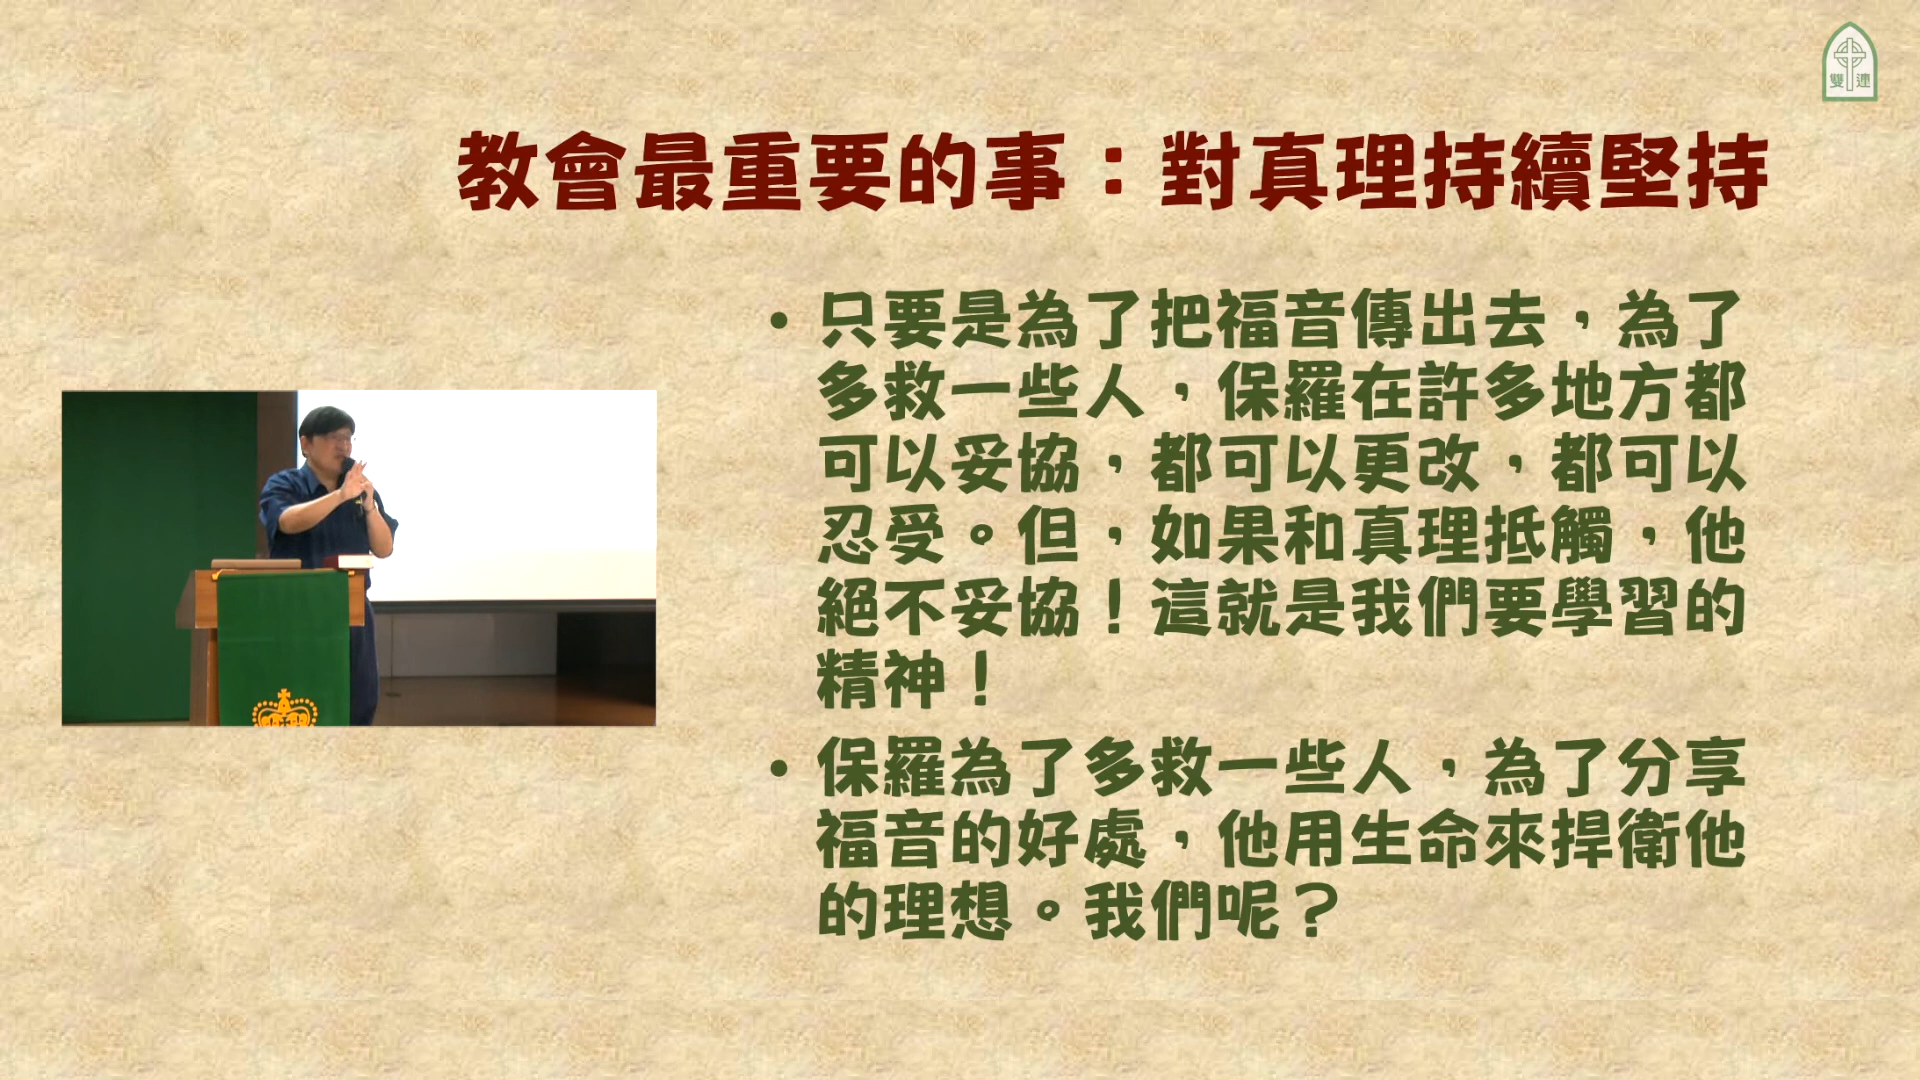 雙連
教會最重要的事：對真理持續堅持
• 只要是為了把福音傳出去，為了
多救一些人，保羅在許多地方都
可以妥協，都可以更改，都可以
忍受。但，如果和真理抵觸，他
絕不妥協！這就是我們要學習的
精神！
• 保羅為了多救一些人，為了分享
福音的好處，他用生命來捍衛他
的理想。我們呢？